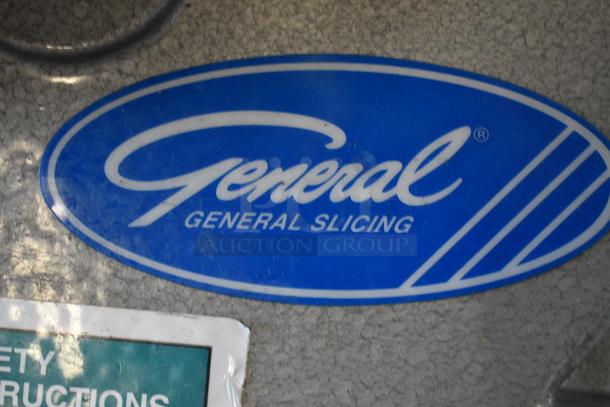 General®
GENERAL SLICING
AUCTION GROUP
ETY
RUCTIONS